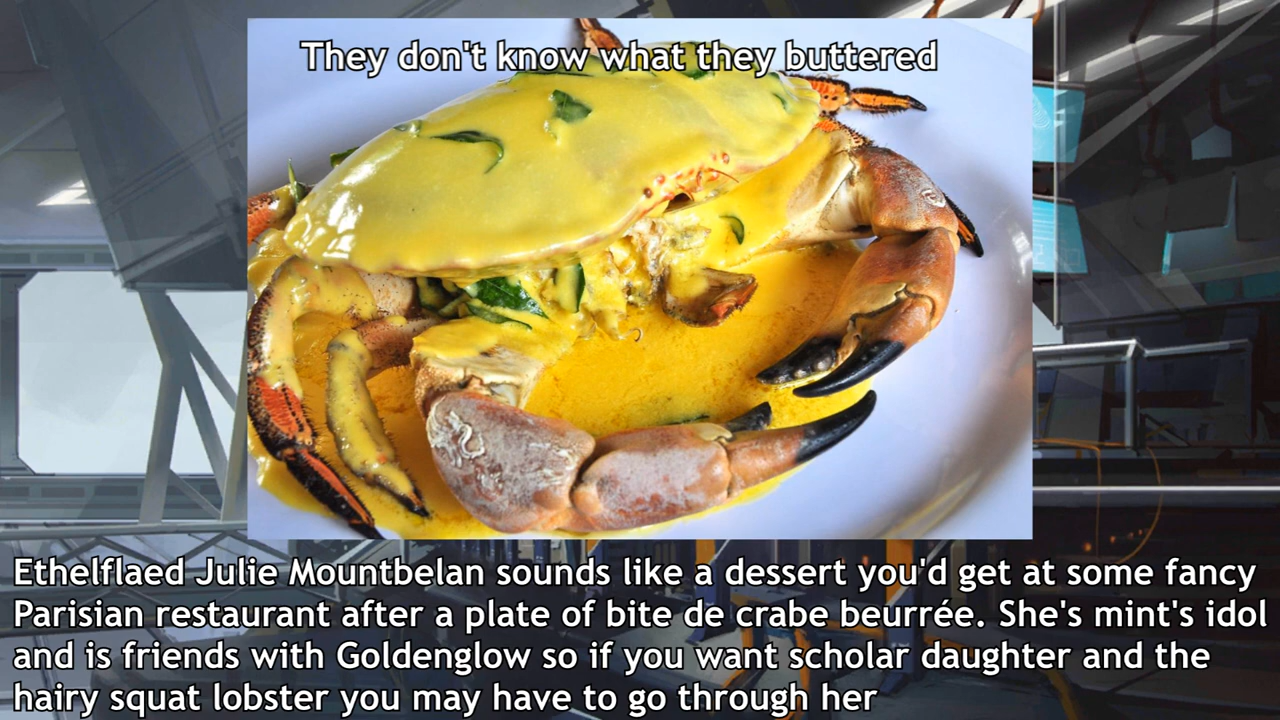 They don't know what they buttered
Ethelflaed Julie Mountbelan sounds like a dessert you'd get at some fancy
Parisian restaurant after a plate of bite de crabe beurrée. She's mint's idol
and is friends with Goldenglow so if you want scholar daughter and the
hairy squat lobster you may have to go through her